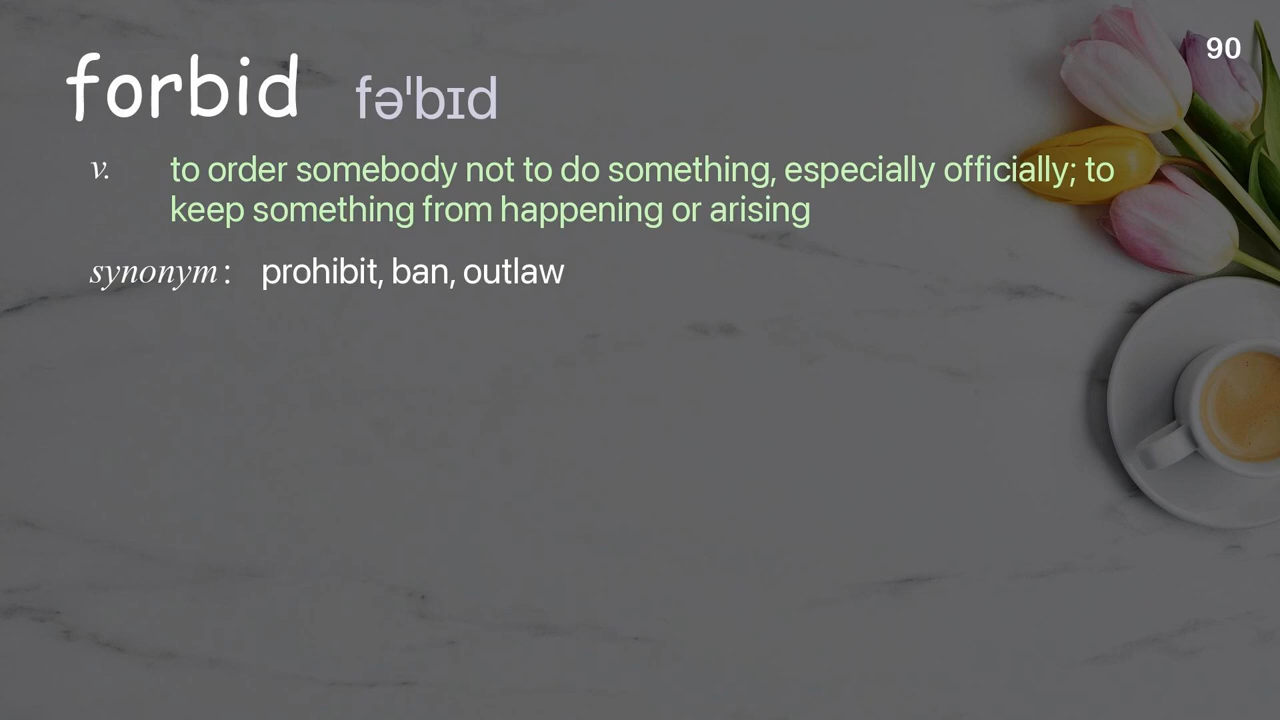 90
forbid fəˈbɪd
v. to order somebody not to do something, especially officially; to
keep something from happening or arising
synonym : prohibit, ban, outlaw